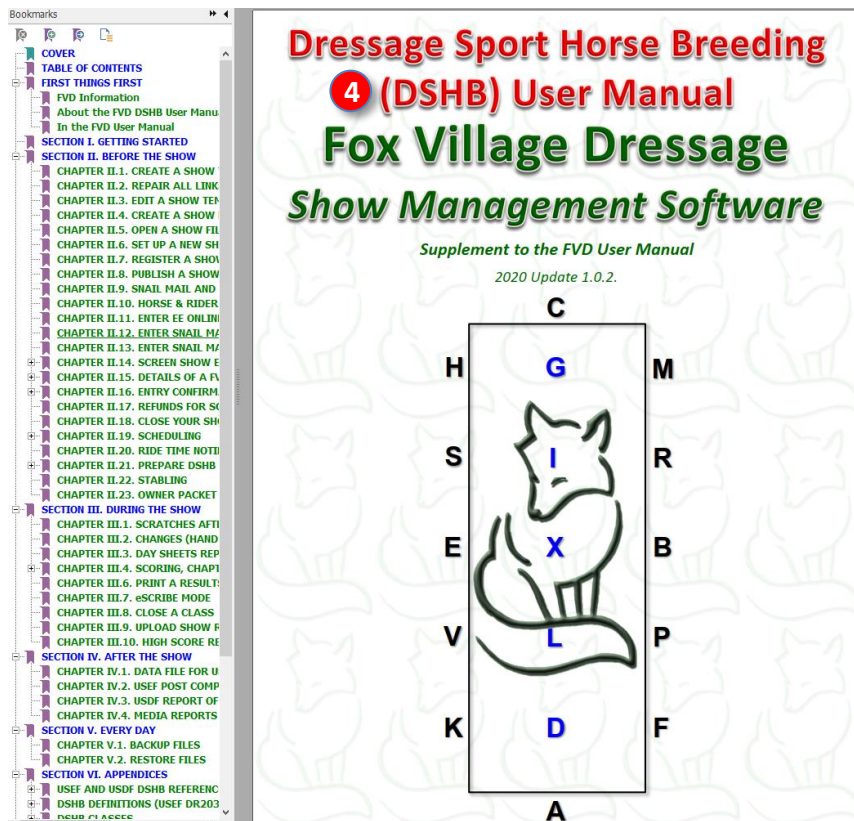 Bookmarks
COVER
TABLE OF CONTENTS
FIRST THINGS FIRST
FVD Information
About the FVD DSHB User Manu
In the FVD User Manual
SECTION I. GETTING STARTED
SECTION II. BEFORE THE SHOW
CHAPTER II.1. CREATE A SHOW
CHAPTER II.2. REPAIR ALL LINK
CHAPTER II.3. EDIT A SHOW TEM
CHAPTER II.4. CREATE A SHOW
CHAPTER II.5. OPEN A SHOW FIL
CHAPTER II.6. SET UP A NEW SH
CHAPTER II.7. REGISTER A SHOW
CHAPTER II.8. PUBLISH A SHOW
CHAPTER II.9. SNAIL MAIL AND
CHAPTER II.10. HORSE & RIDER
CHAPTER II.11. ENTER EE ONLIN
CHAPTER II.12. ENTER SNAIL MA
CHAPTER II.13. ENTER SNAIL MA
CHAPTER II.14. SCREEN SHOW E
CHAPTER II.15. DETAILS OF A FV
CHAPTER II.16. ENTRY CONFIRM
CHAPTER II.17. REFUNDS FOR SC
CHAPTER II.18. CLOSE YOUR SH
CHAPTER II.19. SCHEDULING
CHAPTER II.20. RIDE TIME NOTI
CHAPTER II.21. PREPARE DSHB
CHAPTER II.22. STABLING
CHAPTER II.23. OWNER PACKET
SECTION III. DURING THE SHOW
CHAPTER III.1. SCRATCHES AFTE
CHAPTER III.2. CHANGES (HAND
CHAPTER III.3. DAY SHEETS REP
CHAPTER III.4. SCORING, CHAPT
CHAPTER III.6. PRINT A RESULTS
CHAPTER III.7. eSCRIBE MODE
CHAPTER III.8. CLOSE A CLASS
CHAPTER III.9. UPLOAD SHOW R
CHAPTER III.10. HIGH SCORE RE
SECTION IV. AFTER THE SHOW
CHAPTER IV.1. DATA FILE FOR U
CHAPTER IV.2. USEF POST COMP
CHAPTER IV.3. USDF REPORT OF
CHAPTER IV.4. MEDIA REPORTS
SECTION V. EVERY DAY
CHAPTER V.1. BACKUP FILES
CHAPTER V.2. RESTORE FILES
SECTION VI. APPENDICES
USEF AND USDF DSHB REFERENC
DSHB DEFINITIONS (USEF DR203
DSHB CLASSES
Dressage Sport Horse Breeding
4 (DSHB) User Manual
Fox Village Dressage
Show Management Software
Supplement to the FVD User Manual
2020 Update 1.0.2.
C
H G M
S I R
E X B
V L P
K D F
A